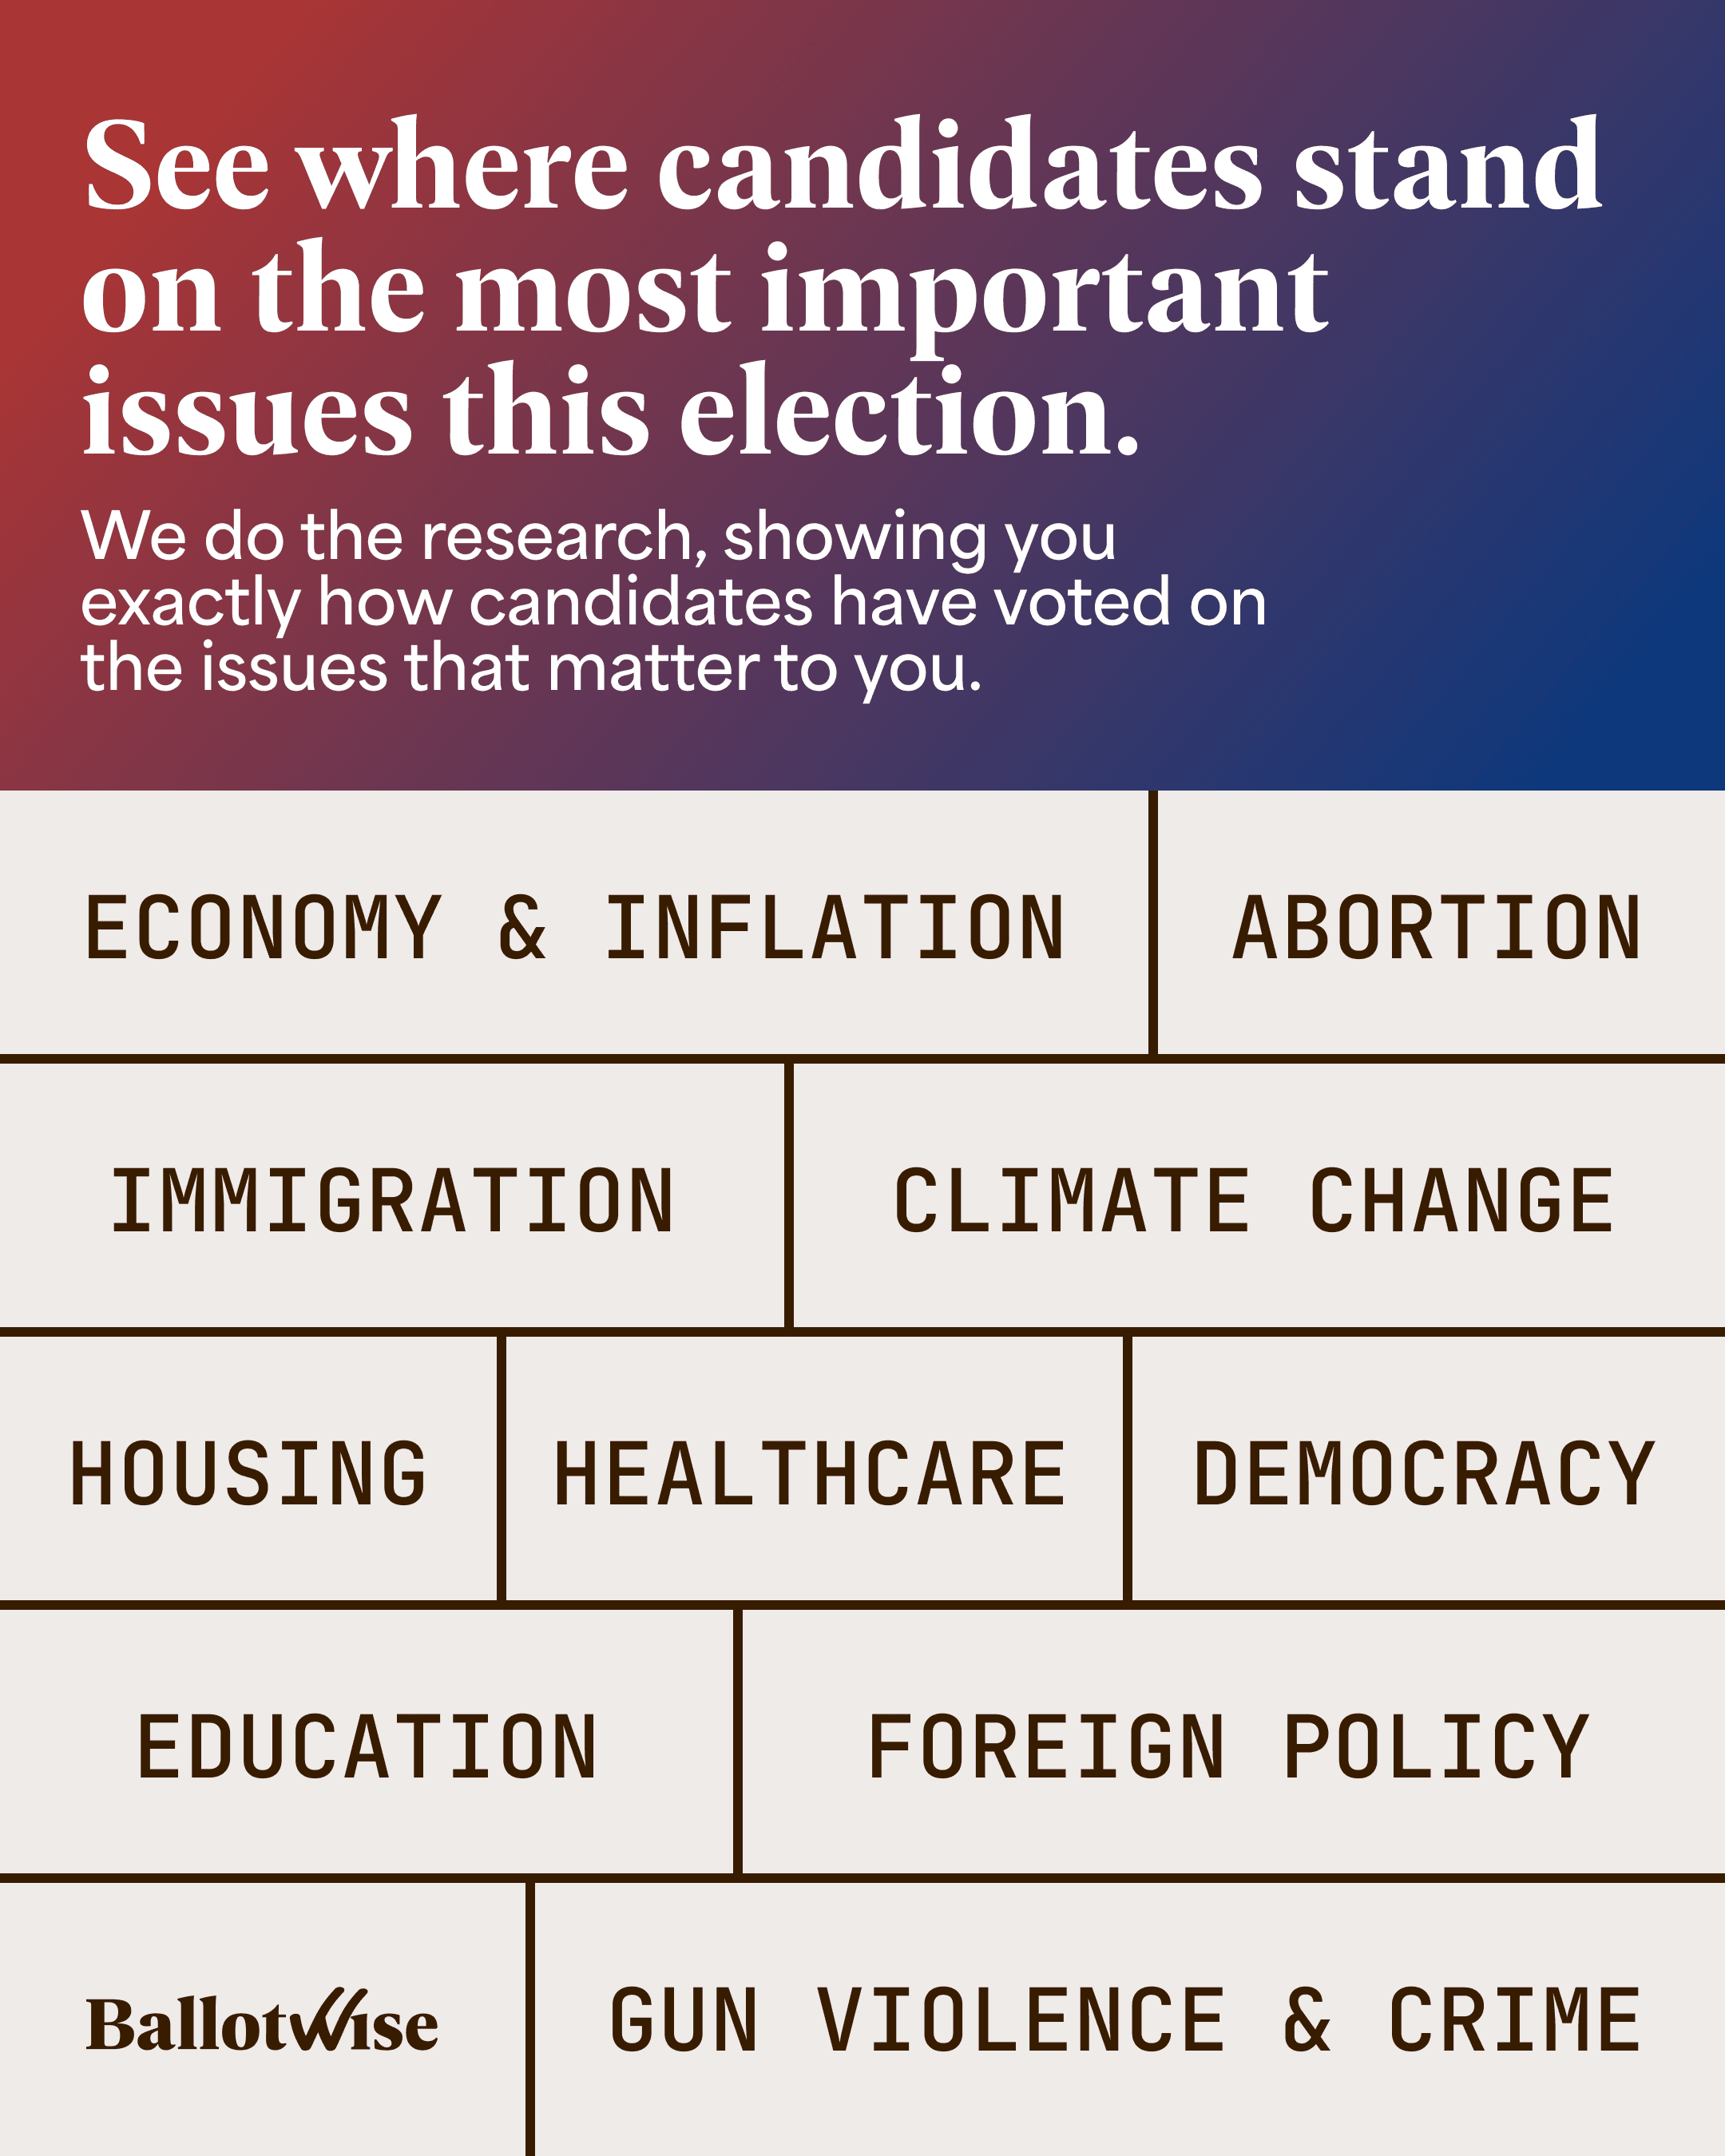 See where candidates stand
on the most important
issues this election.
We do the research, showing you
exactly how candidates have voted on
the issues that matter to you.
ECONOMY & INFLATION
ABORTION
IMMIGRATION
CLIMATE CHANGE
HOUSING
HEALTHCARE
DEMOCRACY
EDUCATION
FOREIGN POLICY
BallotWise
GUN VIOLENCE & CRIME